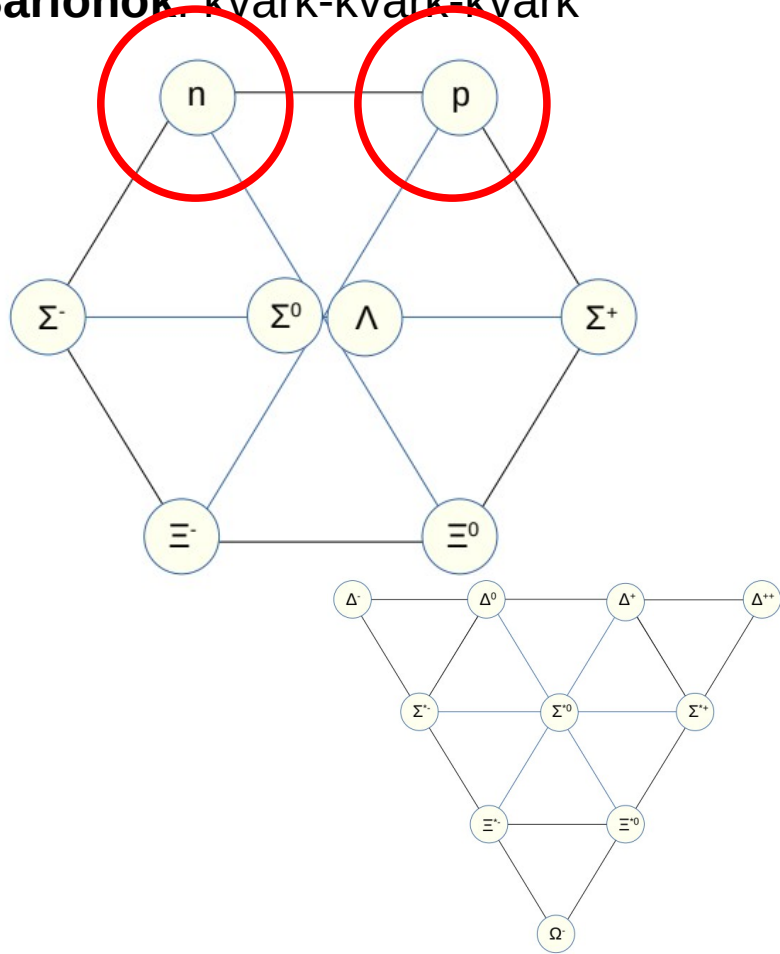 kvark-kvark-kvark
n p
Σ⁻ Σ⁰ Λ Σ⁺
Ξ⁻ Ξ⁰
Δ⁻ Δ⁰ Δ⁺ Δ⁺⁺
Σ*⁻ Σ*⁰ Σ*⁺
Ξ*⁻ Ξ*⁰
Ω⁻